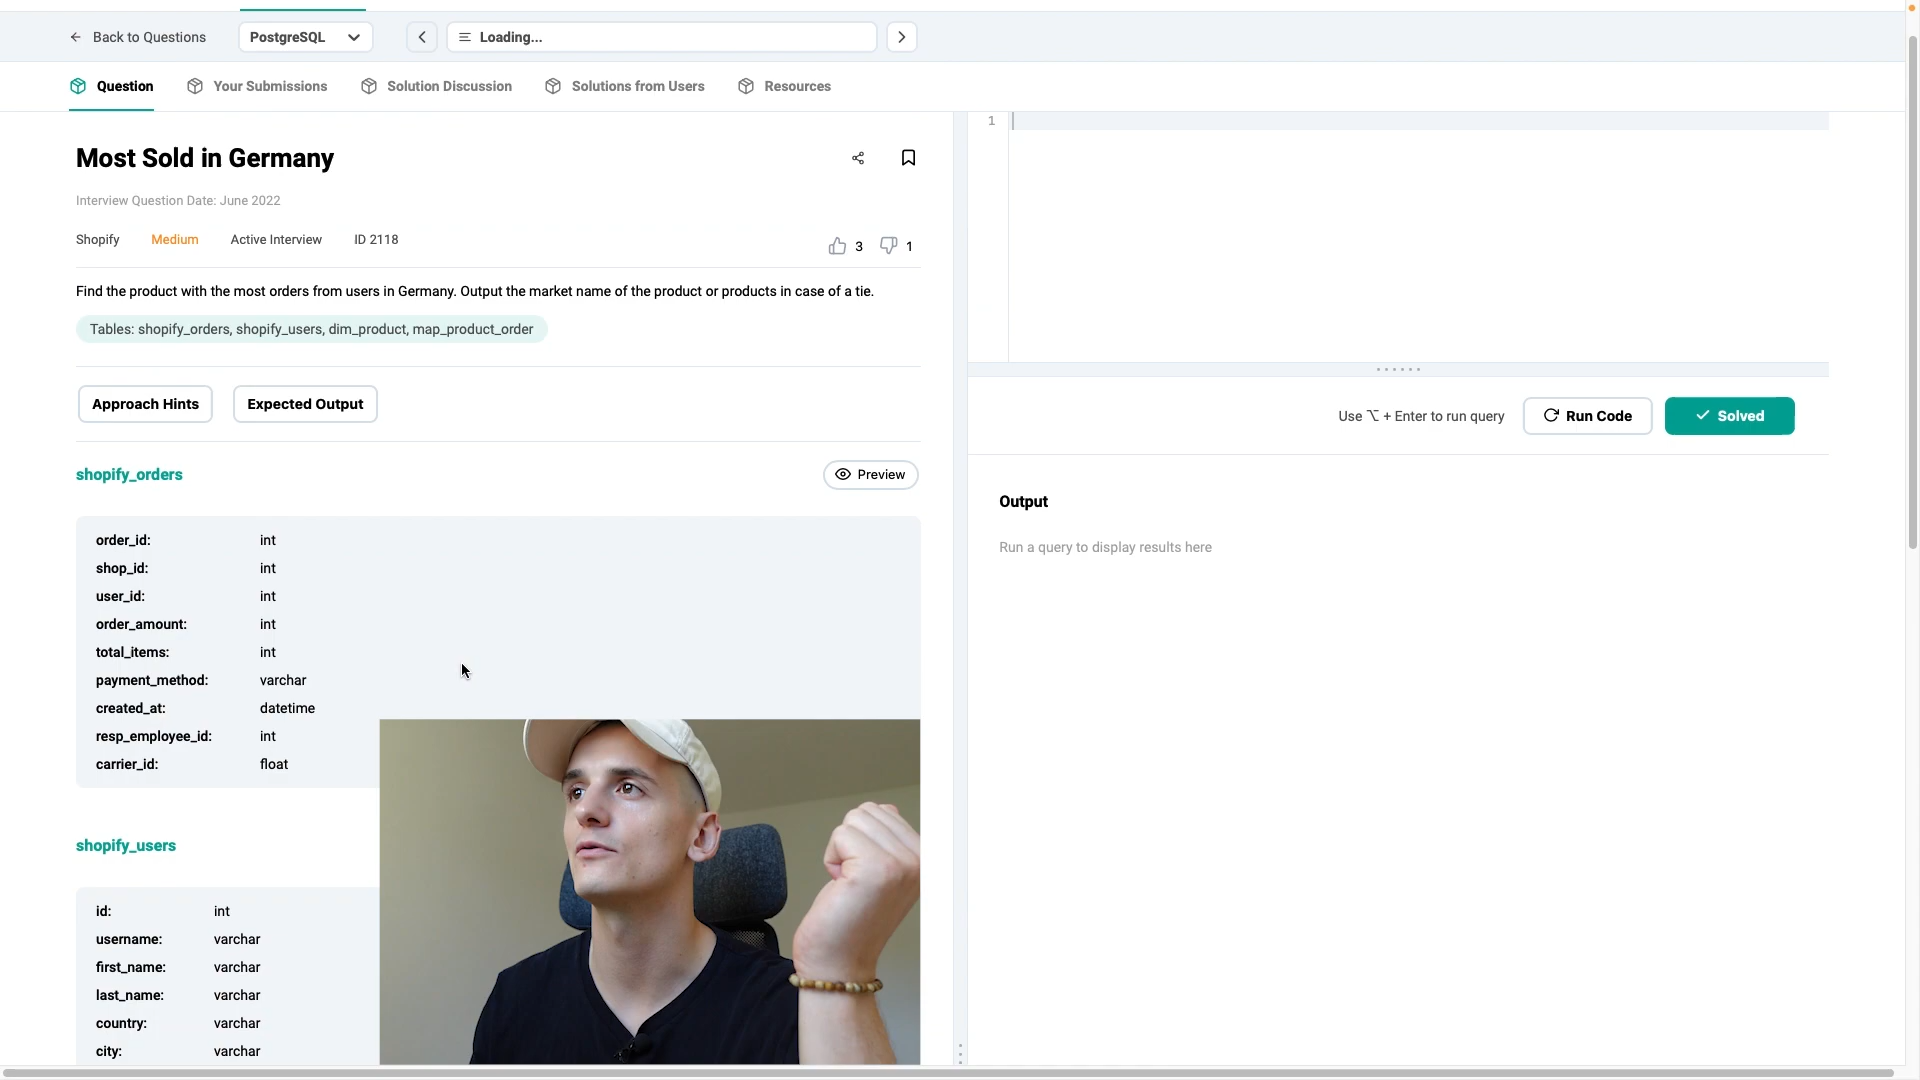 Back to Questions
PostgreSQL
Loading...
Question
Your Submissions
Solution Discussion
Solutions from Users
Resources
Most Sold in Germany
Interview Question Date: June 2022
Shopify Medium Active Interview ID 2118
3 1
Find the product with the most orders from users in Germany. Output the market name of the product or products in case of a tie.
Tables: shopify_orders, shopify_users, dim_product, map_product_order
Approach Hints
Expected Output
shopify_orders
Preview
order_id: int
shop_id: int
user_id: int
order_amount: int
total_items: int
payment_method: varchar
created_at: datetime
resp_employee_id: int
carrier_id: float
shopify_users
id: int
username: varchar
first_name: varchar
last_name: varchar
country: varchar
city: varchar
1
Use ⌥ + Enter to run query
Run Code
Solved
Output
Run a query to display results here